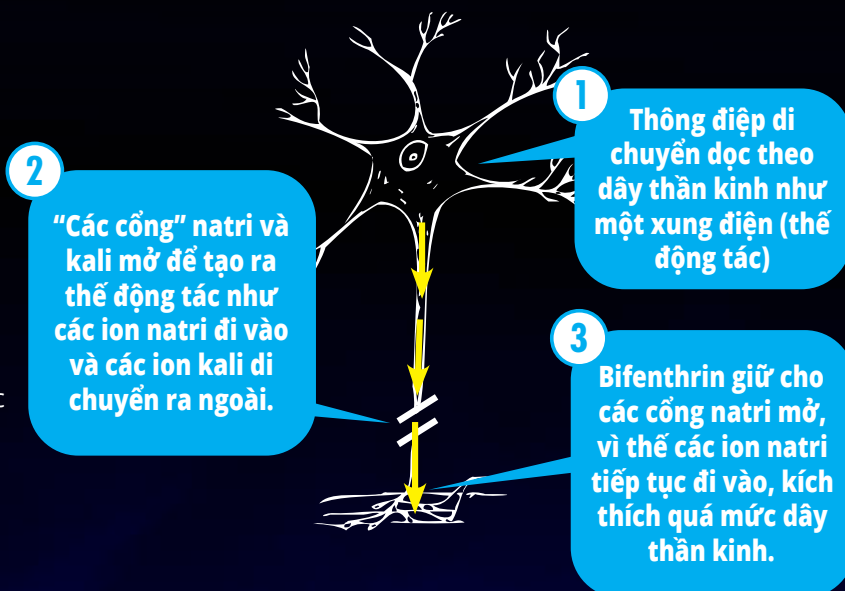 1
Thông điệp di
chuyển dọc theo
dây thần kinh như
một xung điện (thế
động tác)
2
“Các cổng” natri và
kali mở để tạo ra
thế động tác như
các ion natri đi vào
và các ion kali di
chuyển ra ngoài.
3
Bifenthrin giữ cho
các cổng natri mở,
vì thế các ion natri
tiếp tục đi vào, kích
thích quá mức dây
thần kinh.